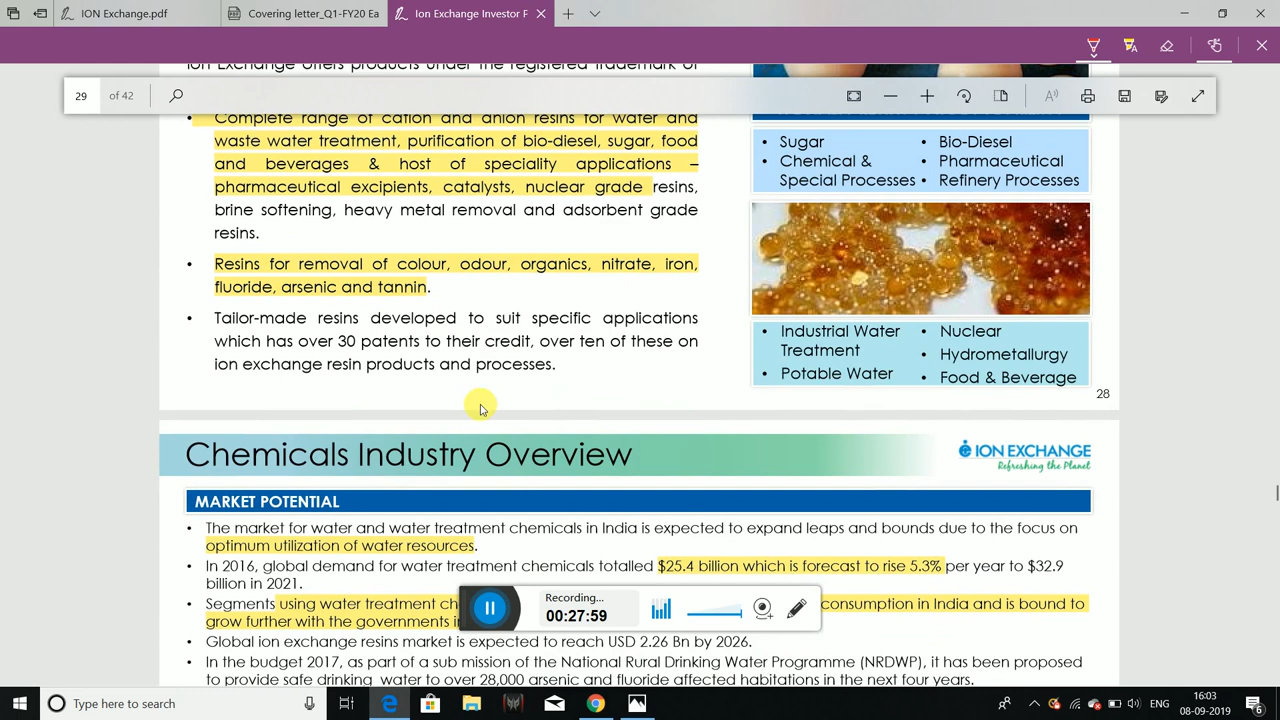 ION Exchange.pdf
Covering letter_Q1-FY20 Ea
Ion Exchange Investor F
Ion Exchange offers products under the registered trademark of
29 of 42
Complete range of cation and anion resins for water and
waste water treatment, purification of bio-diesel, sugar, food
and beverages & host of speciality applications –
pharmaceutical excipients, catalysts, nuclear grade resins,
brine softening, heavy metal removal and adsorbent grade
resins.
• Resins for removal of colour, odour, organics, nitrate, iron,
fluoride, arsenic and tannin.
• Tailor-made resins developed to suit specific applications
which has over 30 patents to their credit, over ten of these on
ion exchange resin products and processes.
• Sugar
• Chemical &
Special Processes
• Bio-Diesel
• Pharmaceutical
• Refinery Processes
• Industrial Water
Treatment
• Potable Water
• Nuclear
• Hydrometallurgy
• Food & Beverage
28
Chemicals Industry Overview
ION EXCHANGE
Refreshing the Planet
MARKET POTENTIAL
• The market for water and water treatment chemicals in India is expected to expand leaps and bounds due to the focus on
optimum utilization of water resources.
• In 2016, global demand for water treatment chemicals totalled $25.4 billion which is forecast to rise 5.3% per year to $32.9
billion in 2021.
• Segments using water treatment ch consumption in India and is bound to
grow further with the governments i
• Global ion exchange resins market is expected to reach USD 2.26 Bn by 2026.
• In the budget 2017, as part of a sub mission of the National Rural Drinking Water Programme (NRDWP), it has been proposed
to provide safe drinking water to over 28,000 arsenic and fluoride affected habitations in the next four years.
Recording...
00:27:59
Type here to search
ENG
16:03
08-09-2019
6